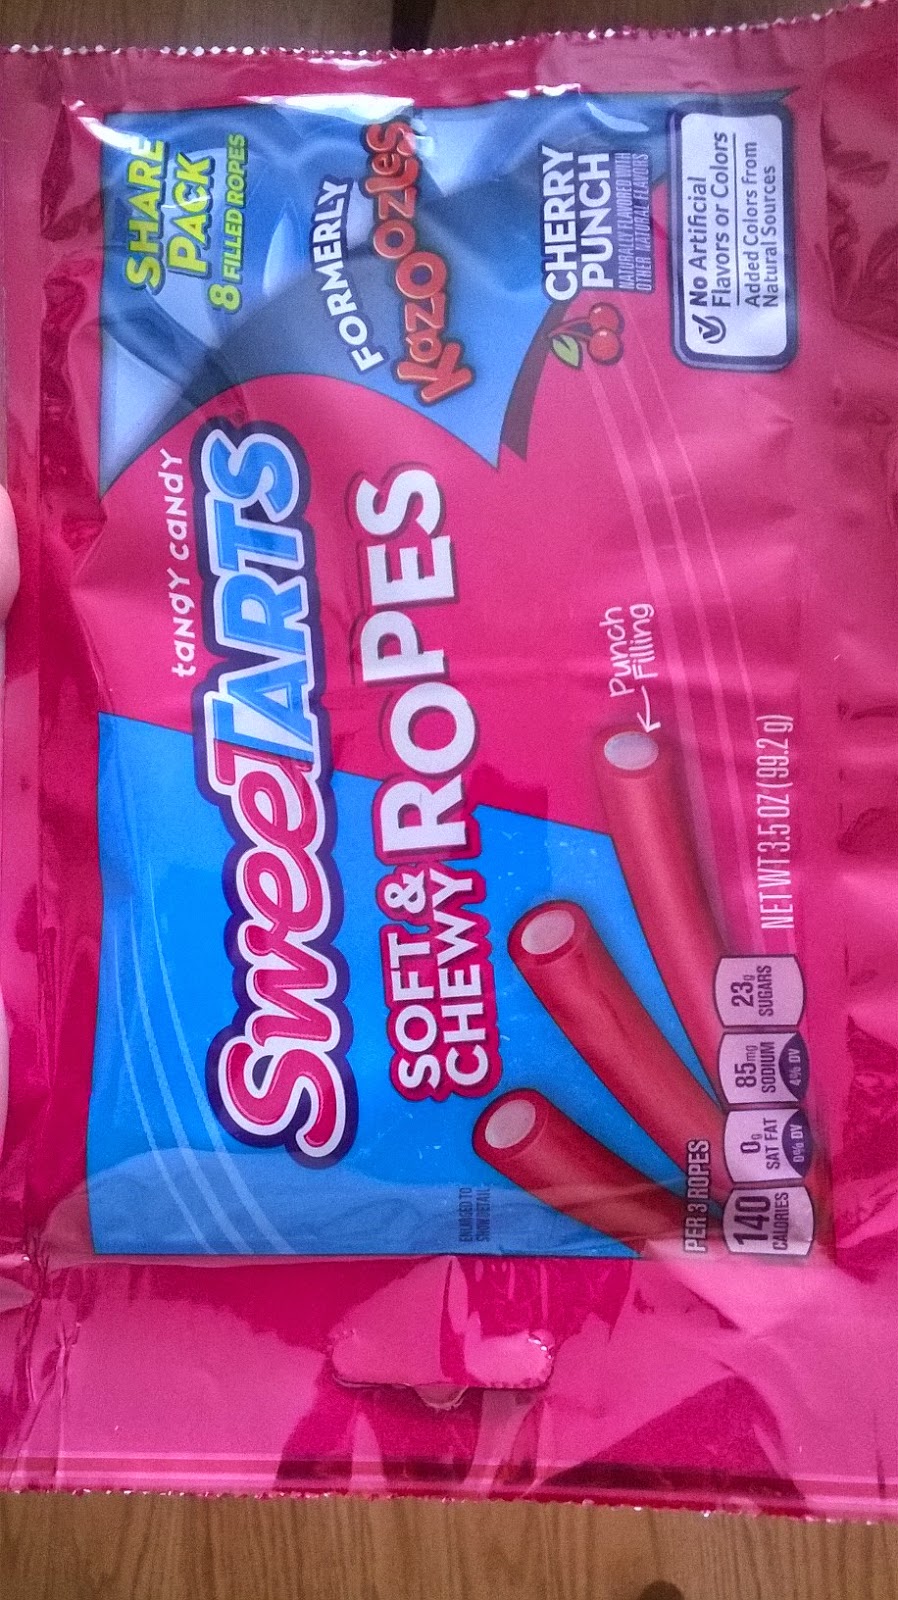 tangy candy
SweeTARTS
SOFT &
CHEWY
ROPES
SHARE
PACK
8 FILLED ROPES
FORMERLY
Kazoozles
CHERRY
PUNCH
NATURALLY FLAVORED WITH
OTHER NATURAL FLAVORS
No Artificial
Flavors or Colors
Added Colors from
Natural Sources
Punch
Filling
ENLARGED TO
SHOW DETAIL
PER 3 ROPES
140
CALORIES
0g
SAT FAT
0% DV
85mg
SODIUM
4% DV
23g
SUGARS
NET WT 3.5 OZ (99.2 g)